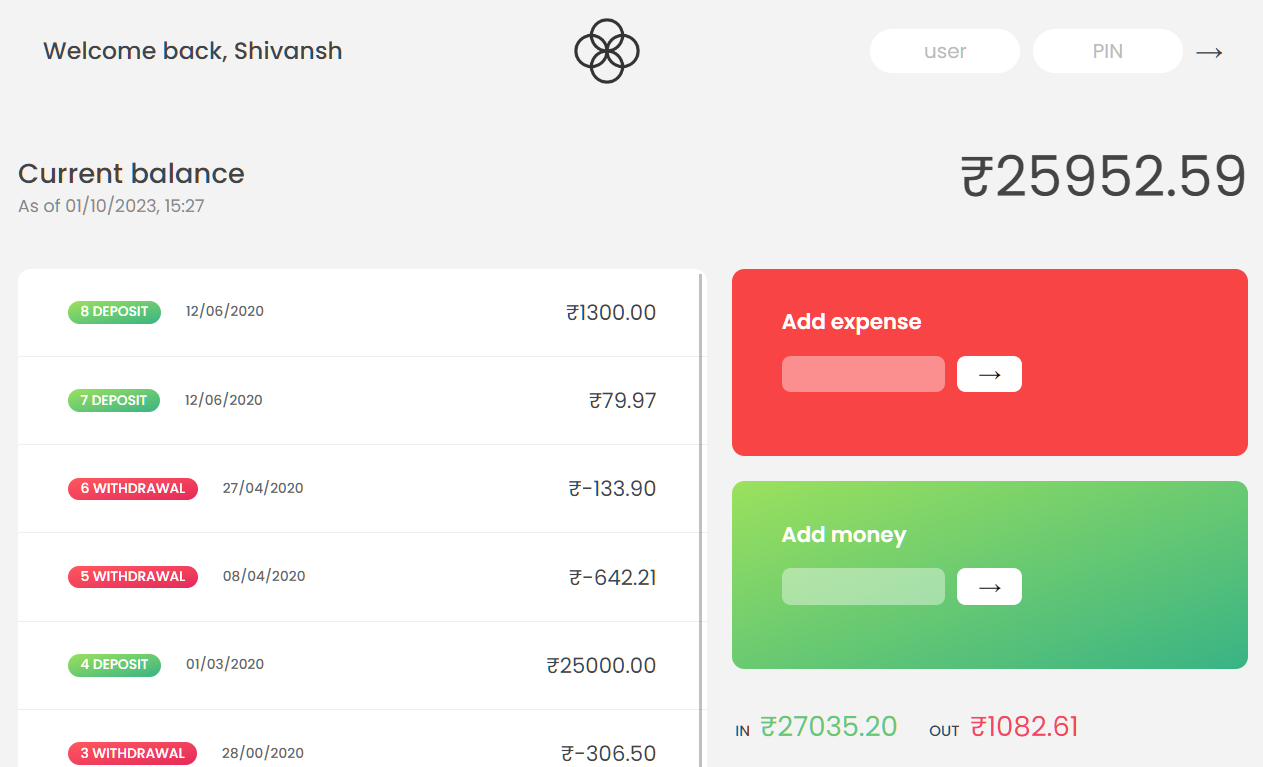 Welcome back, Shivansh
user
PIN
→
Current balance
As of 01/10/2023, 15:27
₹25952.59
8 DEPOSIT 12/06/2020 ₹1300.00
7 DEPOSIT 12/06/2020 ₹79.97
6 WITHDRAWAL 27/04/2020 ₹-133.90
5 WITHDRAWAL 08/04/2020 ₹-642.21
4 DEPOSIT 01/03/2020 ₹25000.00
3 WITHDRAWAL 28/00/2020 ₹-306.50
Add expense
→
Add money
→
IN ₹27035.20 OUT ₹1082.61